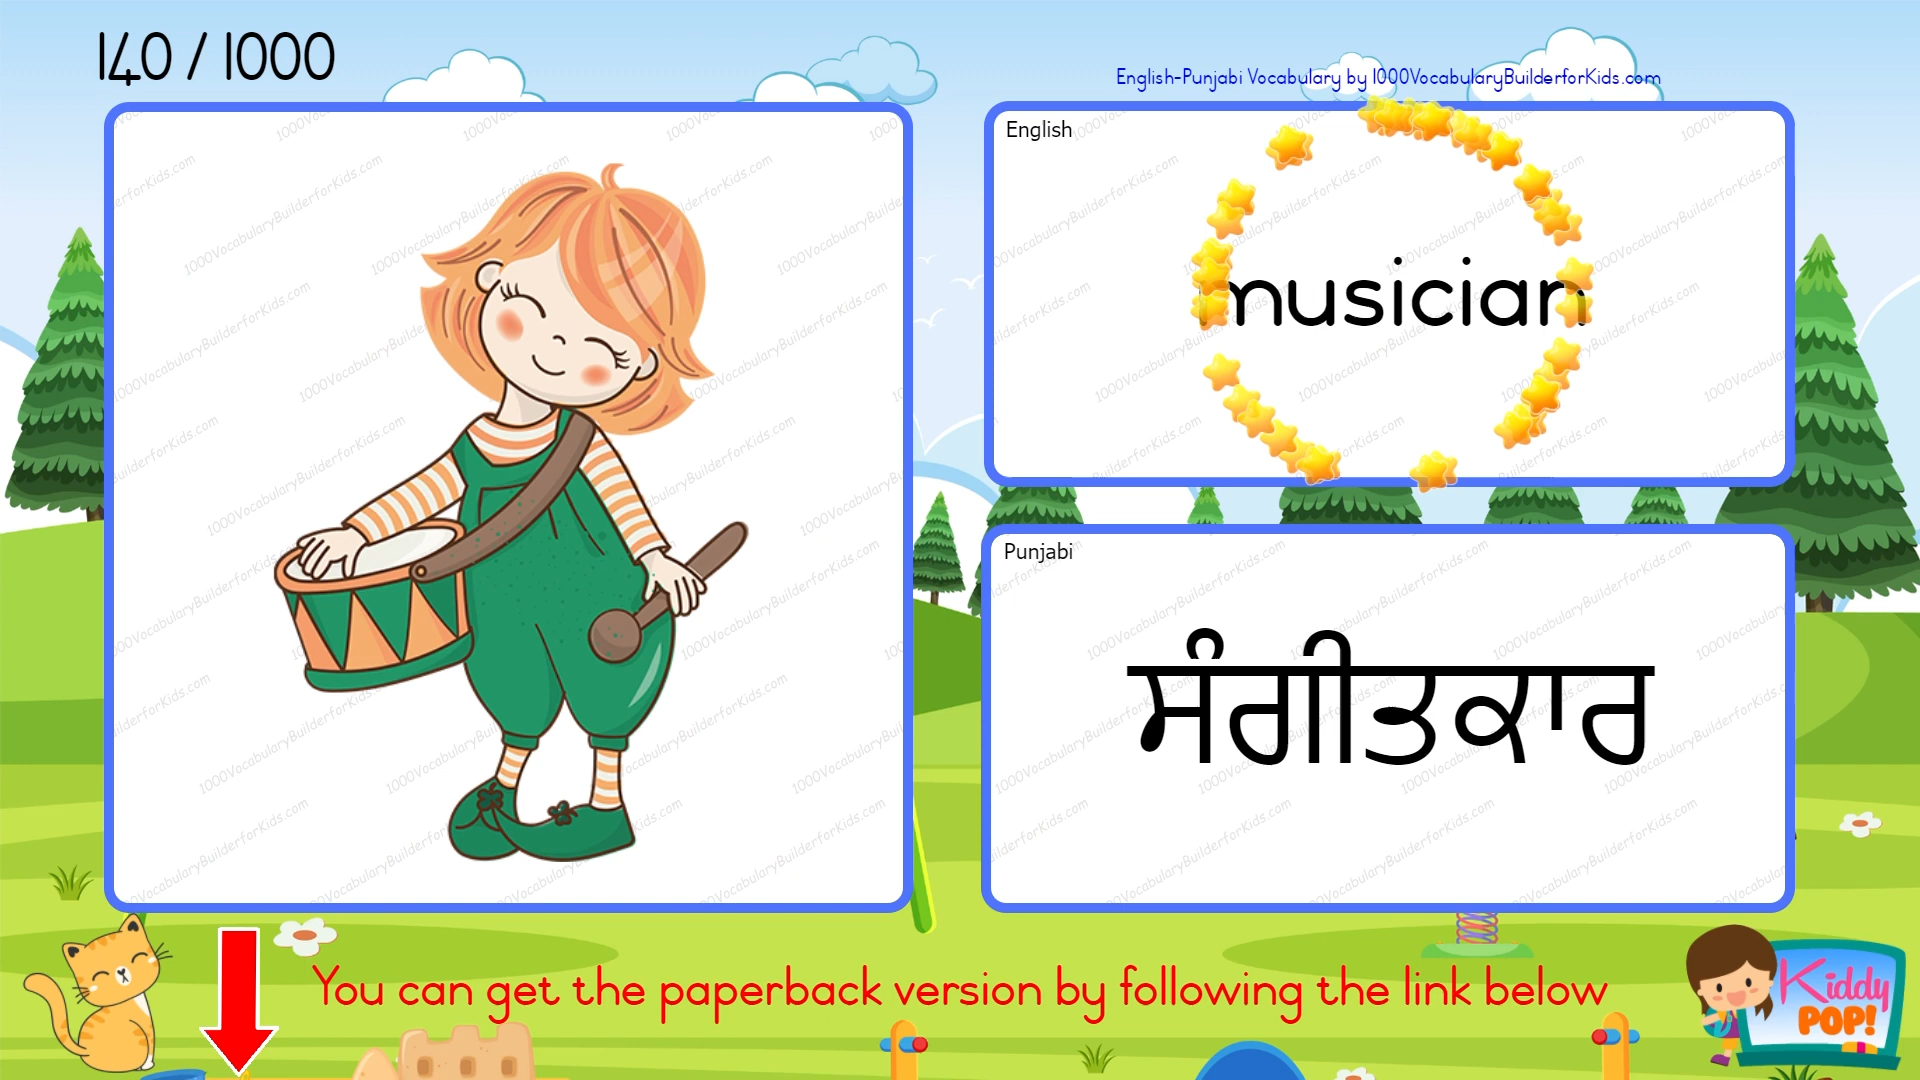 140 / 1000
English-Punjabi Vocabulary by 1000VocabularyBuilderforKids.com
English
musician
Punjabi
ਸੰਗੀਤਕਾਰ
You can get the paperback version by following the link below
Kiddy
POP!